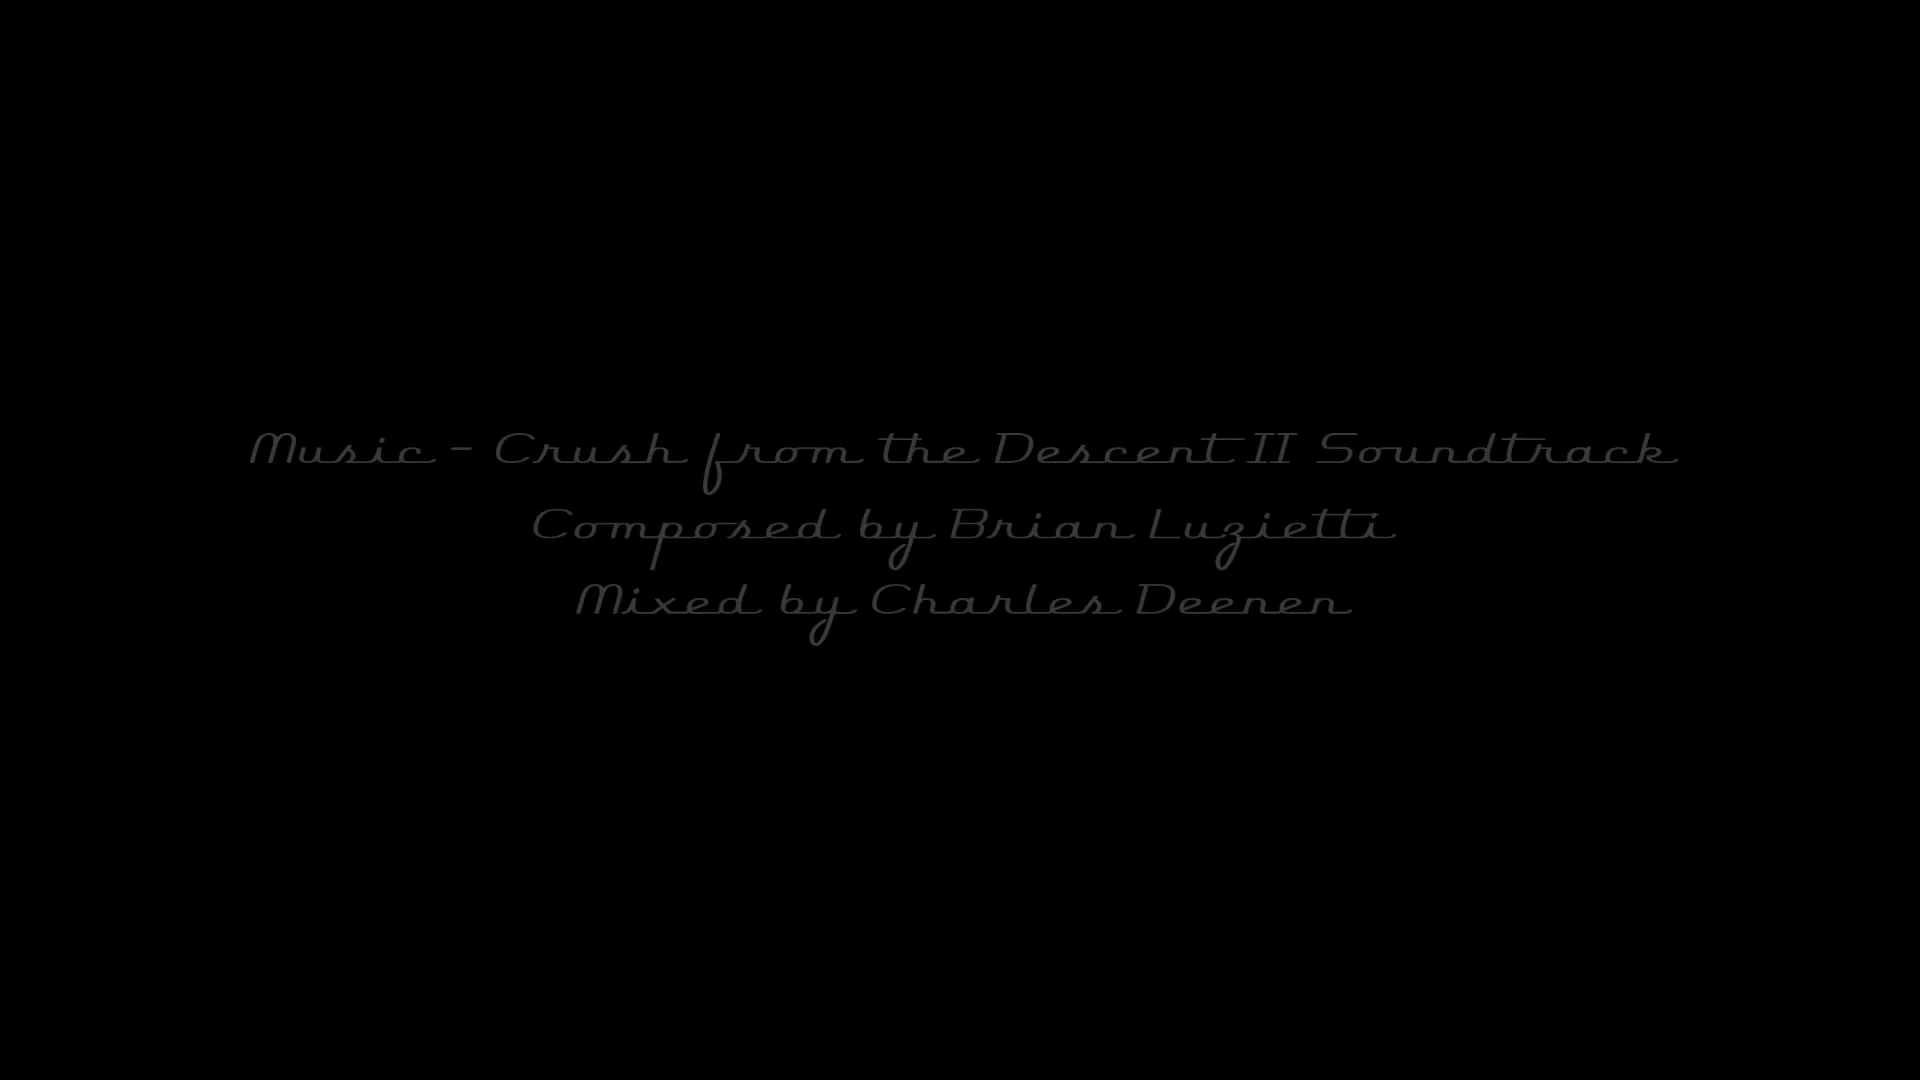 Music - Crush from the Descent II Soundtrack
Composed by Brian Luzietti
Mixed by Charles Deenen